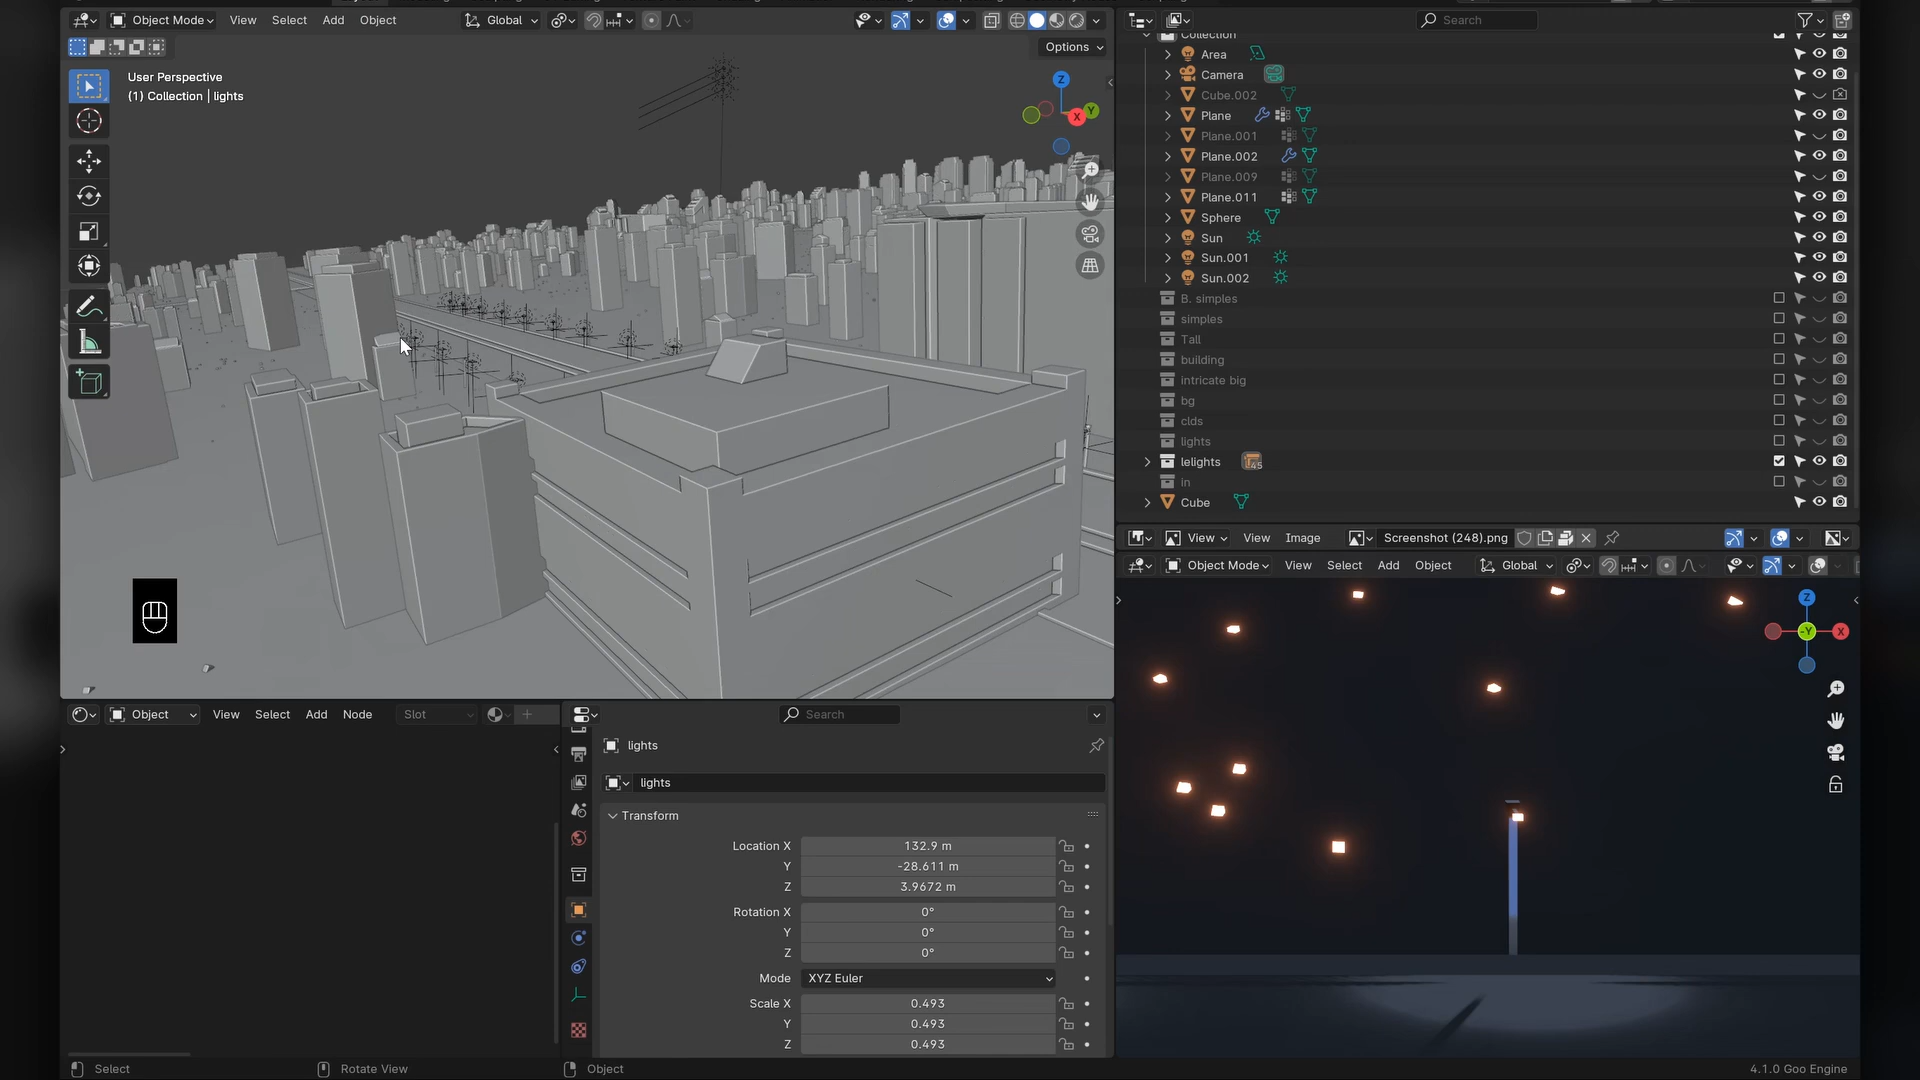 Object Mode View Select Add Object Global
Options
User Perspective
(1) Collection | lights
Z
Y
X
Search
Collection
Area
Camera
Cube.002
Plane
Plane.001
Plane.002
Plane.009
Plane.011
Sphere
Sun
Sun.001
Sun.002
B. simples
simples
Tall
building
intricate big
bg
clds
lights
lelights 45
in
Cube
View View Image Screenshot (248).png
Object Mode View Select Add Object Global
Z
-Y
X
Object View Select Add Node Slot
Search
lights
lights
Transform
Location X 132.9 m
Y -28.611 m
Z 3.9672 m
Rotation X 0°
Y 0°
Z 0°
Mode XYZ Euler
Scale X 0.493
Y 0.493
Z 0.493
Select Rotate View Object 4.1.0 Goo Engine